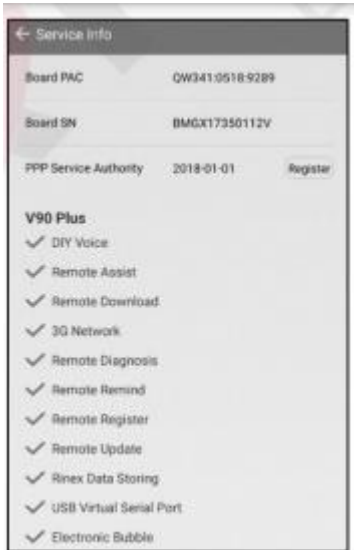 ← Service Info
Board PAC QW341:0518:9289
Board SN BMGX17350112V
PPP Service Authority 2018-01-01 Register
V90 Plus
✓ DIY Voice
✓ Remote Assist
✓ Remote Download
✓ 3G Network
✓ Remote Diagnosis
✓ Remote Remind
✓ Remote Register
✓ Remote Update
✓ Rinex Data Storing
✓ USB Virtual Serial Port
✓ Electronic Bubble